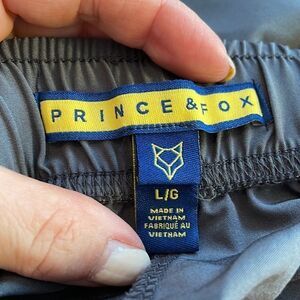 PRINCE & FOX
L/G
MADE IN
VIETNAM
FABRIQUÉ AU
VIETNAM